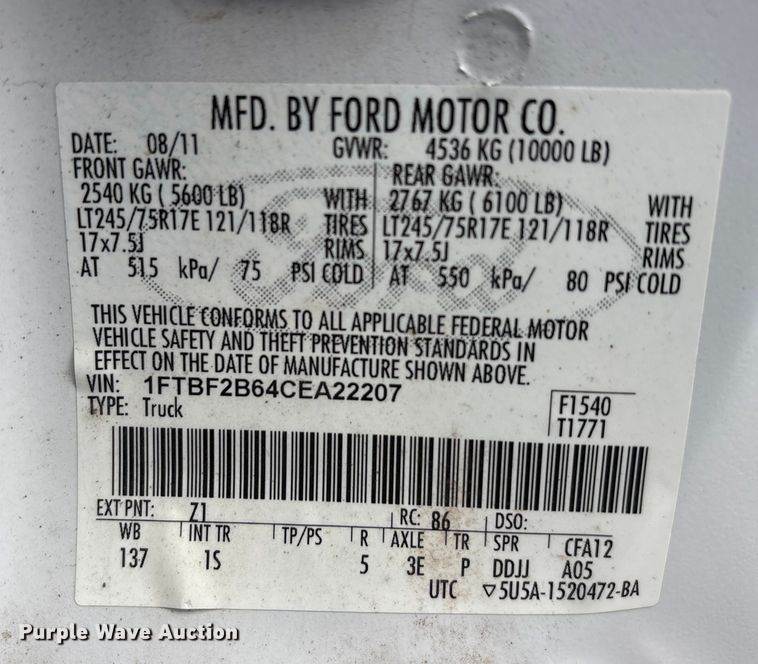 MFD. BY FORD MOTOR CO.
DATE: 08/11 GVWR: 4536 KG (10000 LB)
FRONT GAWR: REAR GAWR:
2540 KG ( 5600 LB) WITH 2767 KG ( 6100 LB) WITH
LT245/75R17E 121/118R TIRES LT245/75R17E 121/118R TIRES
17x7.5J RIMS 17x7.5J RIMS
AT 515 kPa/ 75 PSI COLD AT 550 kPa/ 80 PSI COLD
THIS VEHICLE CONFORMS TO ALL APPLICABLE FEDERAL MOTOR
VEHICLE SAFETY AND THEFT PREVENTION STANDARDS IN
EFFECT ON THE DATE OF MANUFACTURE SHOWN ABOVE.
VIN: 1FTBF2B64CEA22207
TYPE: Truck F1540
T1771
EXT PNT: Z1 RC: 86 DSO:
WB INT TR TP/PS R AXLE TR SPR CFA12
137 1S 5 3E P DDJJ A05
UTC ▽5U5A-1520472-BA
Ford
Purple Wave Auction